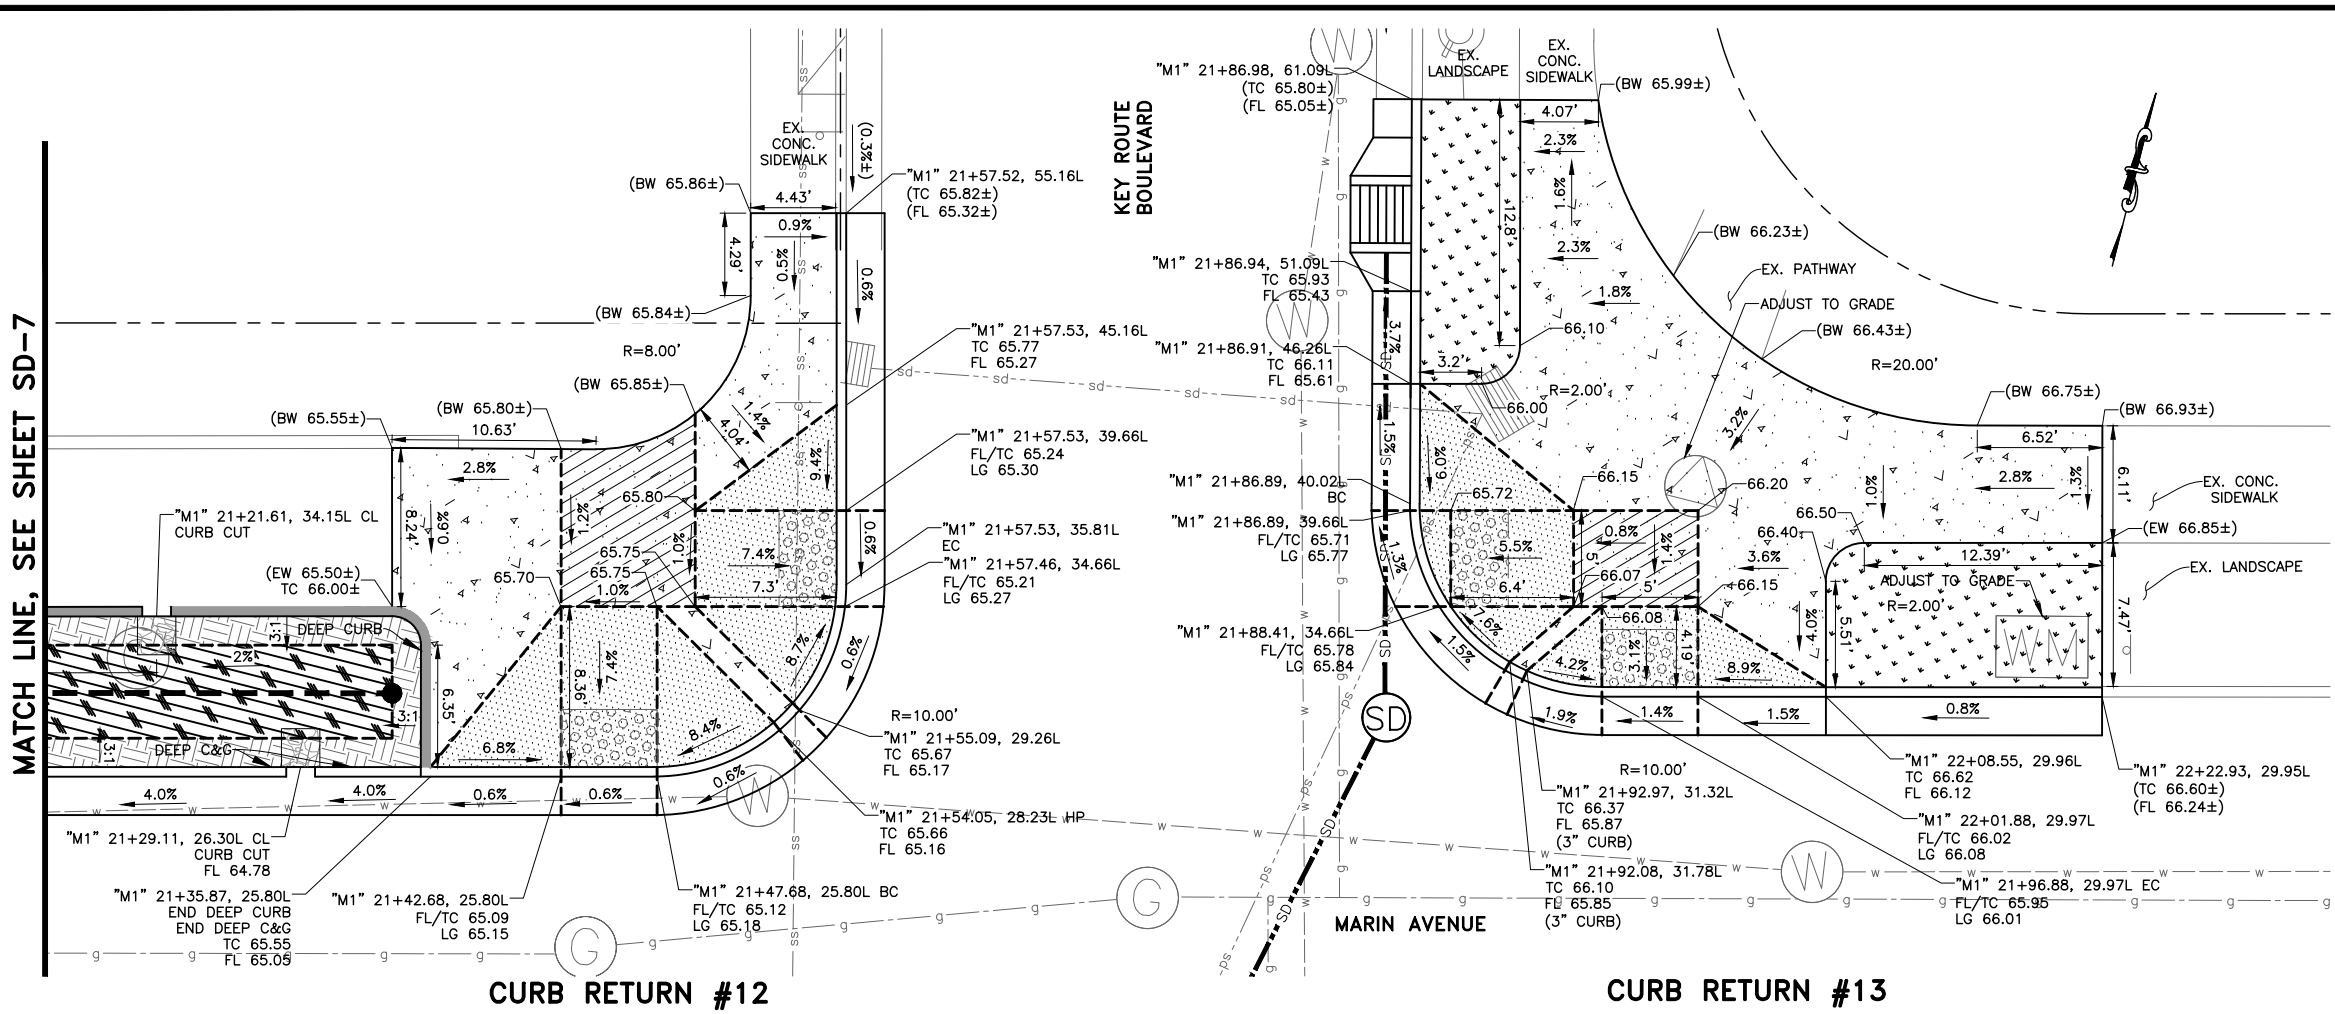 MATCH LINE, SEE SHEET SD-7
EX.
CONC.
SIDEWALK
(0.3%±)
(BW 65.86±)
4.43'
"M1" 21+57.52, 55.16L
(TC 65.82±)
(FL 65.32±)
0.9%
4.29'
0.5%
0.6%
(BW 65.84±)
R=8.00'
"M1" 21+57.53, 45.16L
TC 65.77
FL 65.27
(BW 65.85±)
(BW 65.80±)
(BW 65.55±)
10.63'
1.4%
4.04'
9.4%
2.8%
"M1" 21+57.53, 39.66L
FL/TC 65.24
LG 65.30
65.80
"M1" 21+21.61, 34.15L CL
CURB CUT
8.24'
0.9%
1.2%
1.0%
7.4%
7.3'
0.6%
"M1" 21+57.53, 35.81L
EC
"M1" 21+57.46, 34.66L
FL/TC 65.21
LG 65.27
65.75
65.70
65.75
1.0%
(EW 65.50±)
TC 66.00±
3:1
DEEP CURB
2%
3:1
3:1
DEEP C&G
6.35'
8.36'
7.4%
6.8%
8.4%
8.7%
0.6%
R=10.00'
"M1" 21+55.09, 29.26L
TC 65.67
FL 65.17
4.0%
4.0%
0.6%
0.6%
0.6%
W
"M1" 21+54.05, 28.23L HP
TC 65.66
FL 65.16
"M1" 21+29.11, 26.30L CL
CURB CUT
FL 64.78
"M1" 21+35.87, 25.80L
END DEEP CURB
END DEEP C&G
TC 65.55
FL 65.05
"M1" 21+42.68, 25.80L
FL/TC 65.09
LG 65.15
"M1" 21+47.68, 25.80L BC
FL/TC 65.12
LG 65.18
G
CURB RETURN #12
KEY ROUTE
BOULEVARD
W
EX.
LANDSCAPE
EX.
CONC.
SIDEWALK
"M1" 21+86.98, 61.09L
(TC 65.80±)
(FL 65.05±)
(BW 65.99±)
4.07'
2.3%
12.8'
1.6%
2.3%
(BW 66.23±)
EX. PATHWAY
ADJUST TO GRADE
1.8%
"M1" 21+86.94, 51.09L
TC 65.93
FL 65.43
W
3.7%
66.10
(BW 66.43±)
"M1" 21+86.91, 46.26L
TC 66.11
FL 65.61
3.2'
R=2.00'
R=20.00'
66.00
(BW 66.75±)
(BW 66.93±)
6.52'
3.2%
1.5%
9.0%
"M1" 21+86.89, 40.02L
BC
65.72
66.15
66.20
1.0%
2.8%
1.3%
6.11'
EX. CONC.
SIDEWALK
"M1" 21+86.89, 39.66L
FL/TC 65.71
LG 65.77
5.5%
6.4'
5'
0.8%
1.4%
66.50
66.40
(EW 66.85±)
3.6%
12.39'
1.3%
66.07
5'
66.15
ADJUST TO GRADE
EX. LANDSCAPE
R=2.00'
"M1" 21+88.41, 34.66L
FL/TC 65.78
LG 65.84
7.6%
66.08
4.19'
3.1%
4.2%
8.9%
4.0%
5.51'
WM
7.47'
1.5%
SD
1.9%
1.4%
1.5%
0.8%
R=10.00'
"M1" 22+08.55, 29.96L
TC 66.62
FL 66.12
"M1" 22+22.93, 29.95L
(TC 66.60±)
(FL 66.24±)
"M1" 21+92.97, 31.32L
TC 66.37
FL 65.87
(3" CURB)
"M1" 22+01.88, 29.97L
FL/TC 66.02
LG 66.08
"M1" 21+92.08, 31.78L
TC 66.10
FL 65.85
(3" CURB)
"M1" 21+96.88, 29.97L EC
FL/TC 65.95
LG 66.01
W
G
MARIN AVENUE
CURB RETURN #13